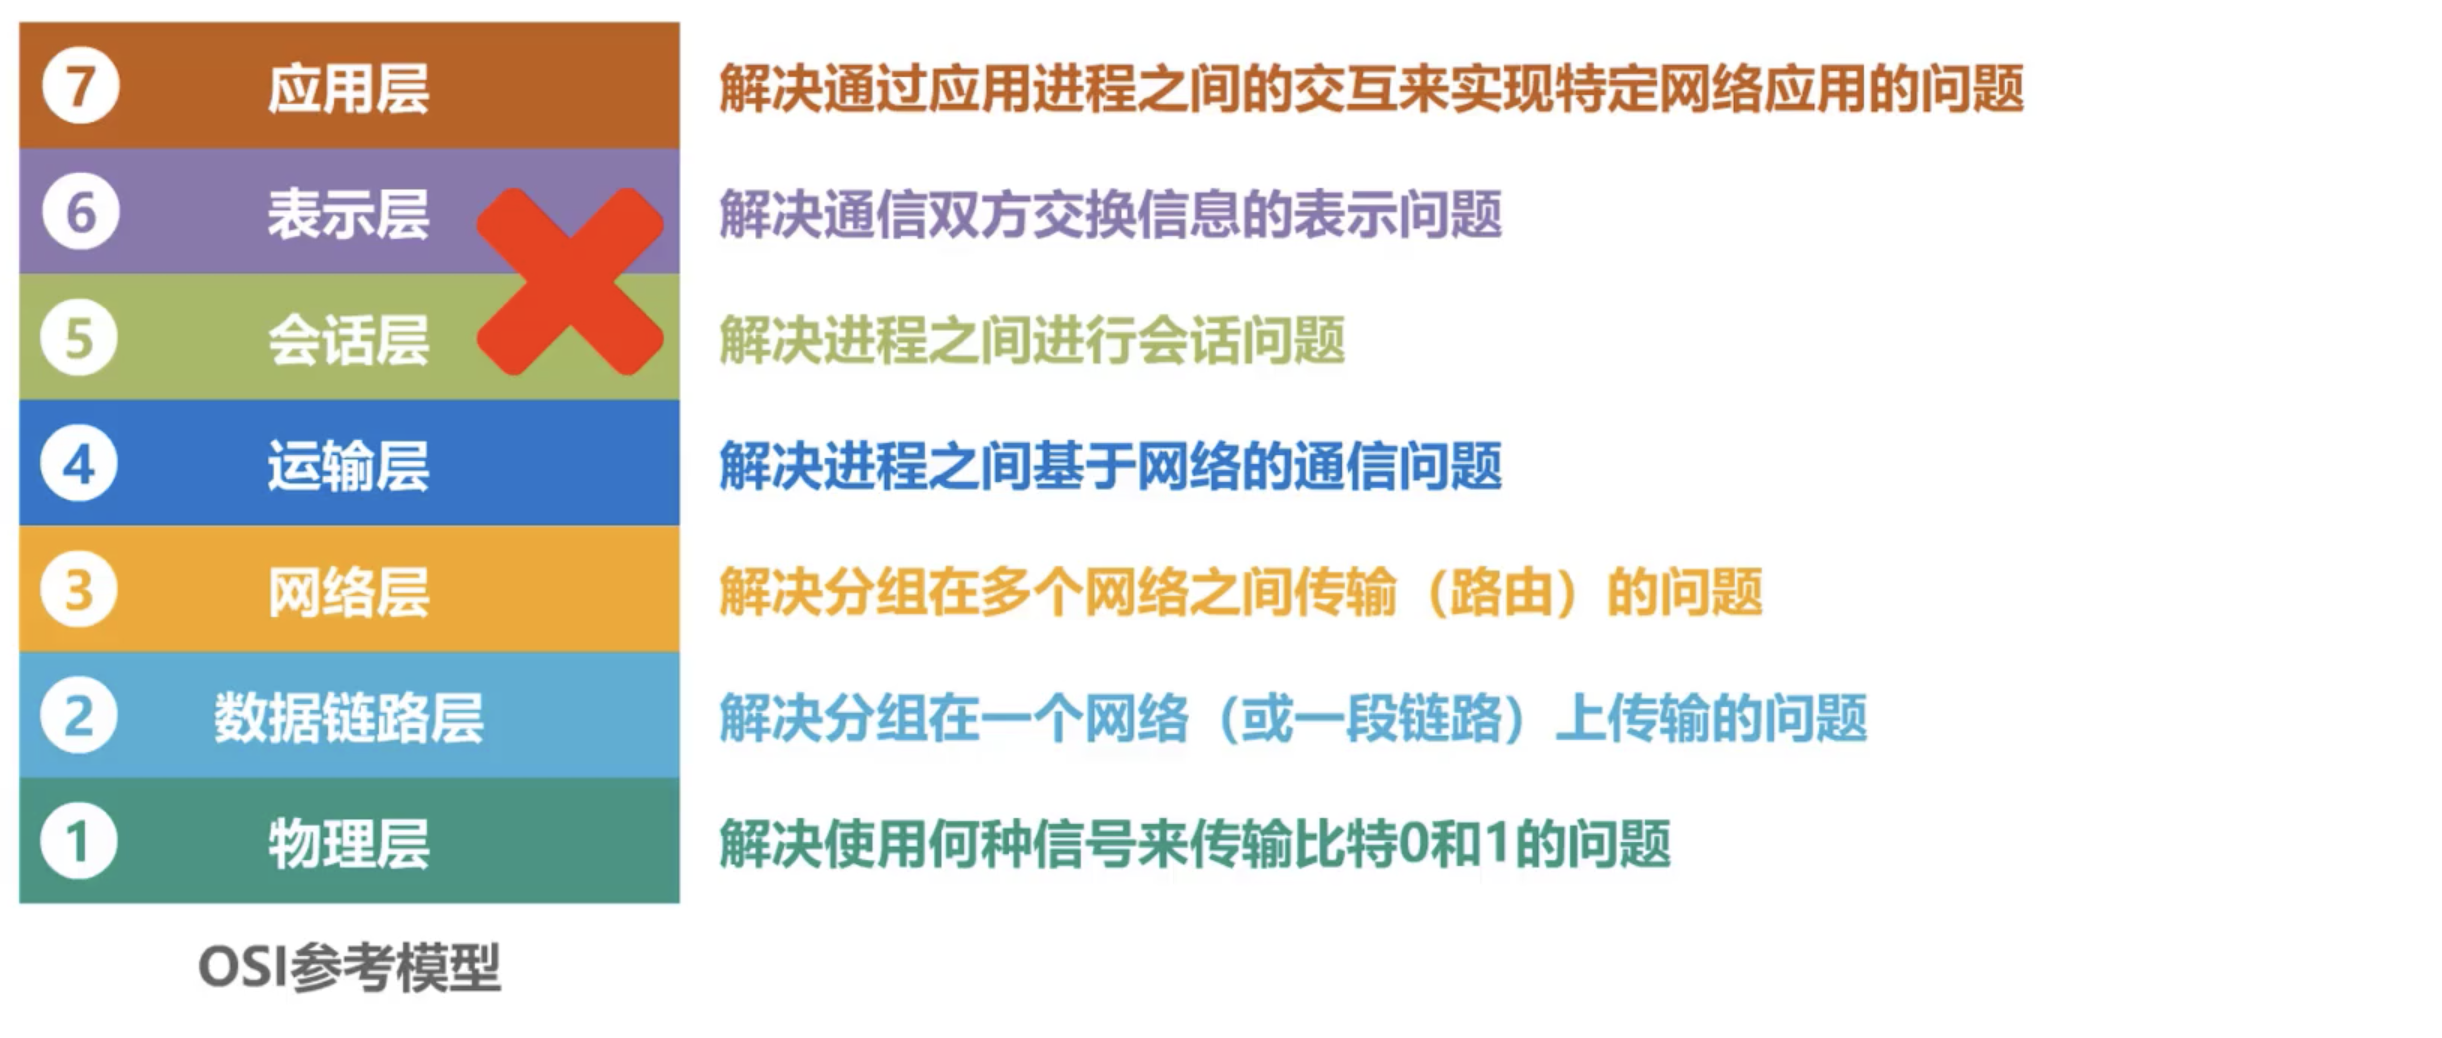 7 应用层 解决通过应用进程之间的交互来实现特定网络应用的问题
6 表示层 解决通信双方交换信息的表示问题
5 会话层 解决进程之间进行会话问题
4 运输层 解决进程之间基于网络的通信问题
3 网络层 解决分组在多个网络之间传输（路由）的问题
2 数据链路层 解决分组在一个网络（或一段链路）上传输的问题
1 物理层 解决使用何种信号来传输比特0和1的问题
OSI参考模型